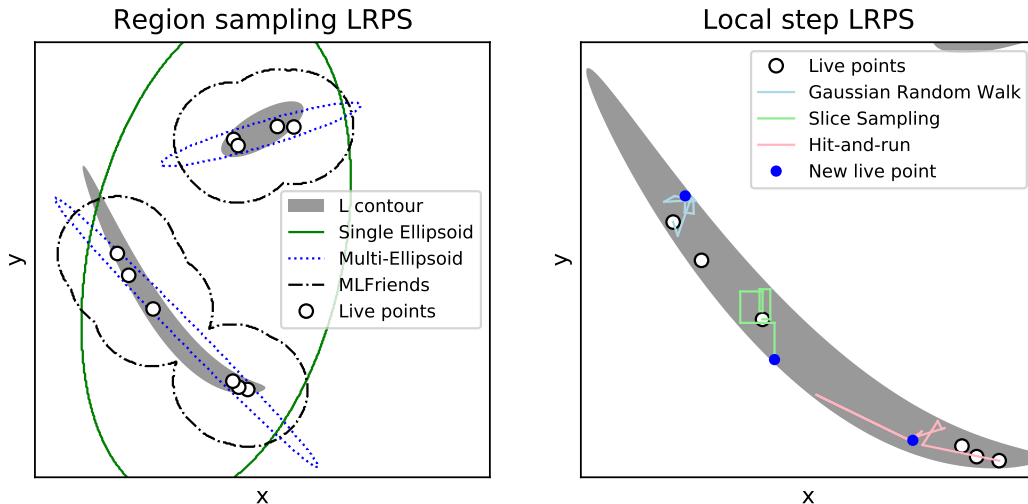 Region sampling LRPS
y
L contour
Single Ellipsoid
Multi-Ellipsoid
MLFriends
Live points
x
Local step LRPS
y
Live points
Gaussian Random Walk
Slice Sampling
Hit-and-run
New live point
x